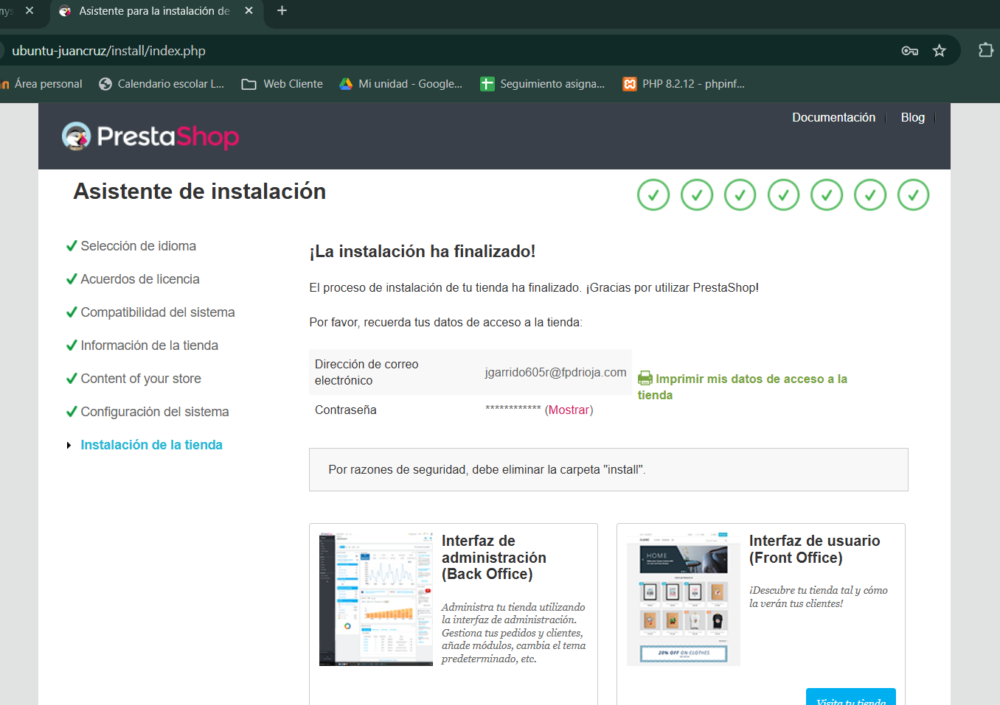 Asistente para la instalación de
ubuntu-juancruz/install/index.php
Área personal
Calendario escolar L...
Web Cliente
Mi unidad - Google...
Seguimiento asigna...
PHP 8.2.12 - phpinf...
Documentación
Blog
PrestaShop
Asistente de instalación
Selección de idioma
Acuerdos de licencia
Compatibilidad del sistema
Información de la tienda
Content of your store
Configuración del sistema
Instalación de la tienda
¡La instalación ha finalizado!
El proceso de instalación de tu tienda ha finalizado. ¡Gracias por utilizar PrestaShop!
Por favor, recuerda tus datos de acceso a la tienda:
Dirección de correo
electrónico
jgarrido605r@fpdrioja.com
Contraseña
************ (Mostrar)
Imprimir mis datos de acceso a la
tienda
Por razones de seguridad, debe eliminar la carpeta "install".
Interfaz de
administración
(Back Office)
Administra tu tienda utilizando
la interfaz de administración.
Gestiona tus pedidos y clientes,
añade módulos, cambia el tema
predeterminado, etc.
HOME
20% OFF ON CLOTHES
Interfaz de usuario
(Front Office)
¡Descubre tu tienda tal y cómo
la verán tus clientes!
Visita tu tienda